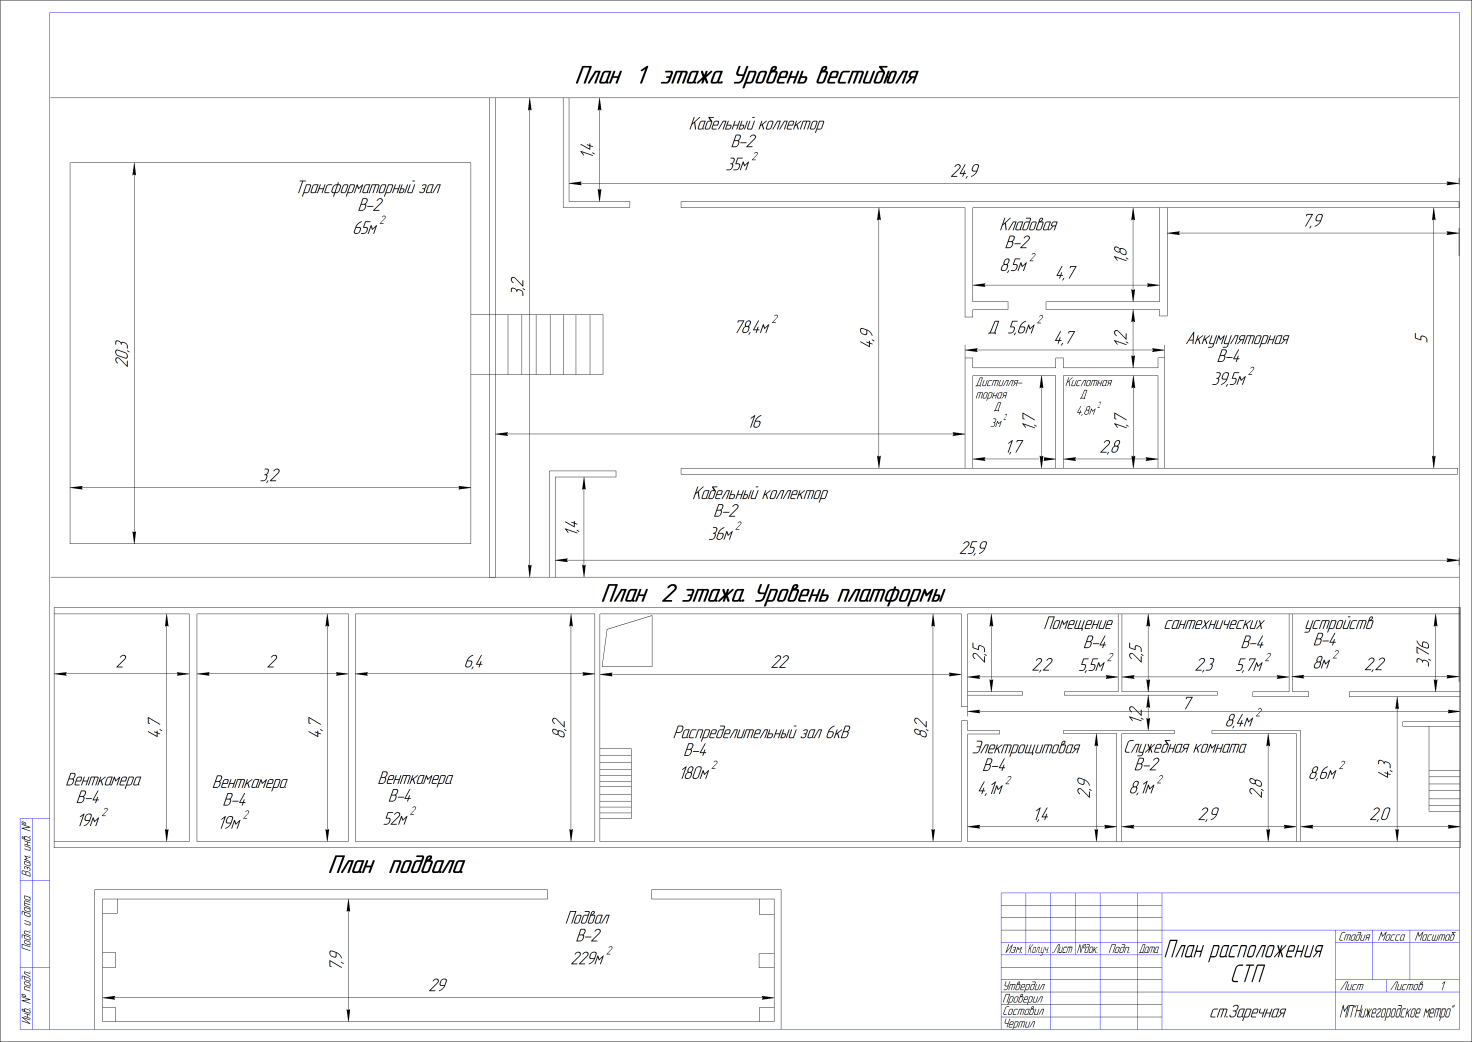 План 1 этажа. Уровень вестибюля
Кабельный коллектор
В-2
35м²
1,4
24,9
Трансформаторный зал
В-2
65м²
20,3
3,2
3,2
78,4м²
4,9
16
Кладовая
В-2
8,5м²
4,7
1,8
Д 5,6м²
4,7
1,2
7,9
Аккумуляторная
В-4
39,5м²
5
Дистилля-
торная
Д
3м²
1,7
1,7
Кислотная
Д
4,8м²
1,7
2,8
Кабельный коллектор
В-2
36м²
1,4
25,9
План 2 этажа. Уровень платформы
2
4,7
Венткамера
В-4
19м²
2
4,7
Венткамера
В-4
19м²
6,4
8,2
Венткамера
В-4
52м²
22
8,2
Распределительный зал 6кВ
В-4
180м²
Помещение сантехнических устройств
В-4
5,5м²
2,5
2,2
В-4
5,7м²
2,5
2,3
В-4
8м²
2,2
3,76
7
1,2
8,4м²
Электрощитовая
В-4
4,1м²
2,9
1,4
Служебная комната
В-2
8,1м²
2,8
2,9
8,6м²
4,3
2,0
План подвала
Подвал
В-2
229м²
7,9
29
Взам. инв. №
Подп. и дата
Инв. № подл.
Изм. Колуч. Лист №док. Подп. Дата
Утвердил
Проверил
Составил
Чертил
План расположения
СТП
ст.Заречная
Стадия Масса Масштаб
Лист Листов 1
МП"Нижегородское метро"